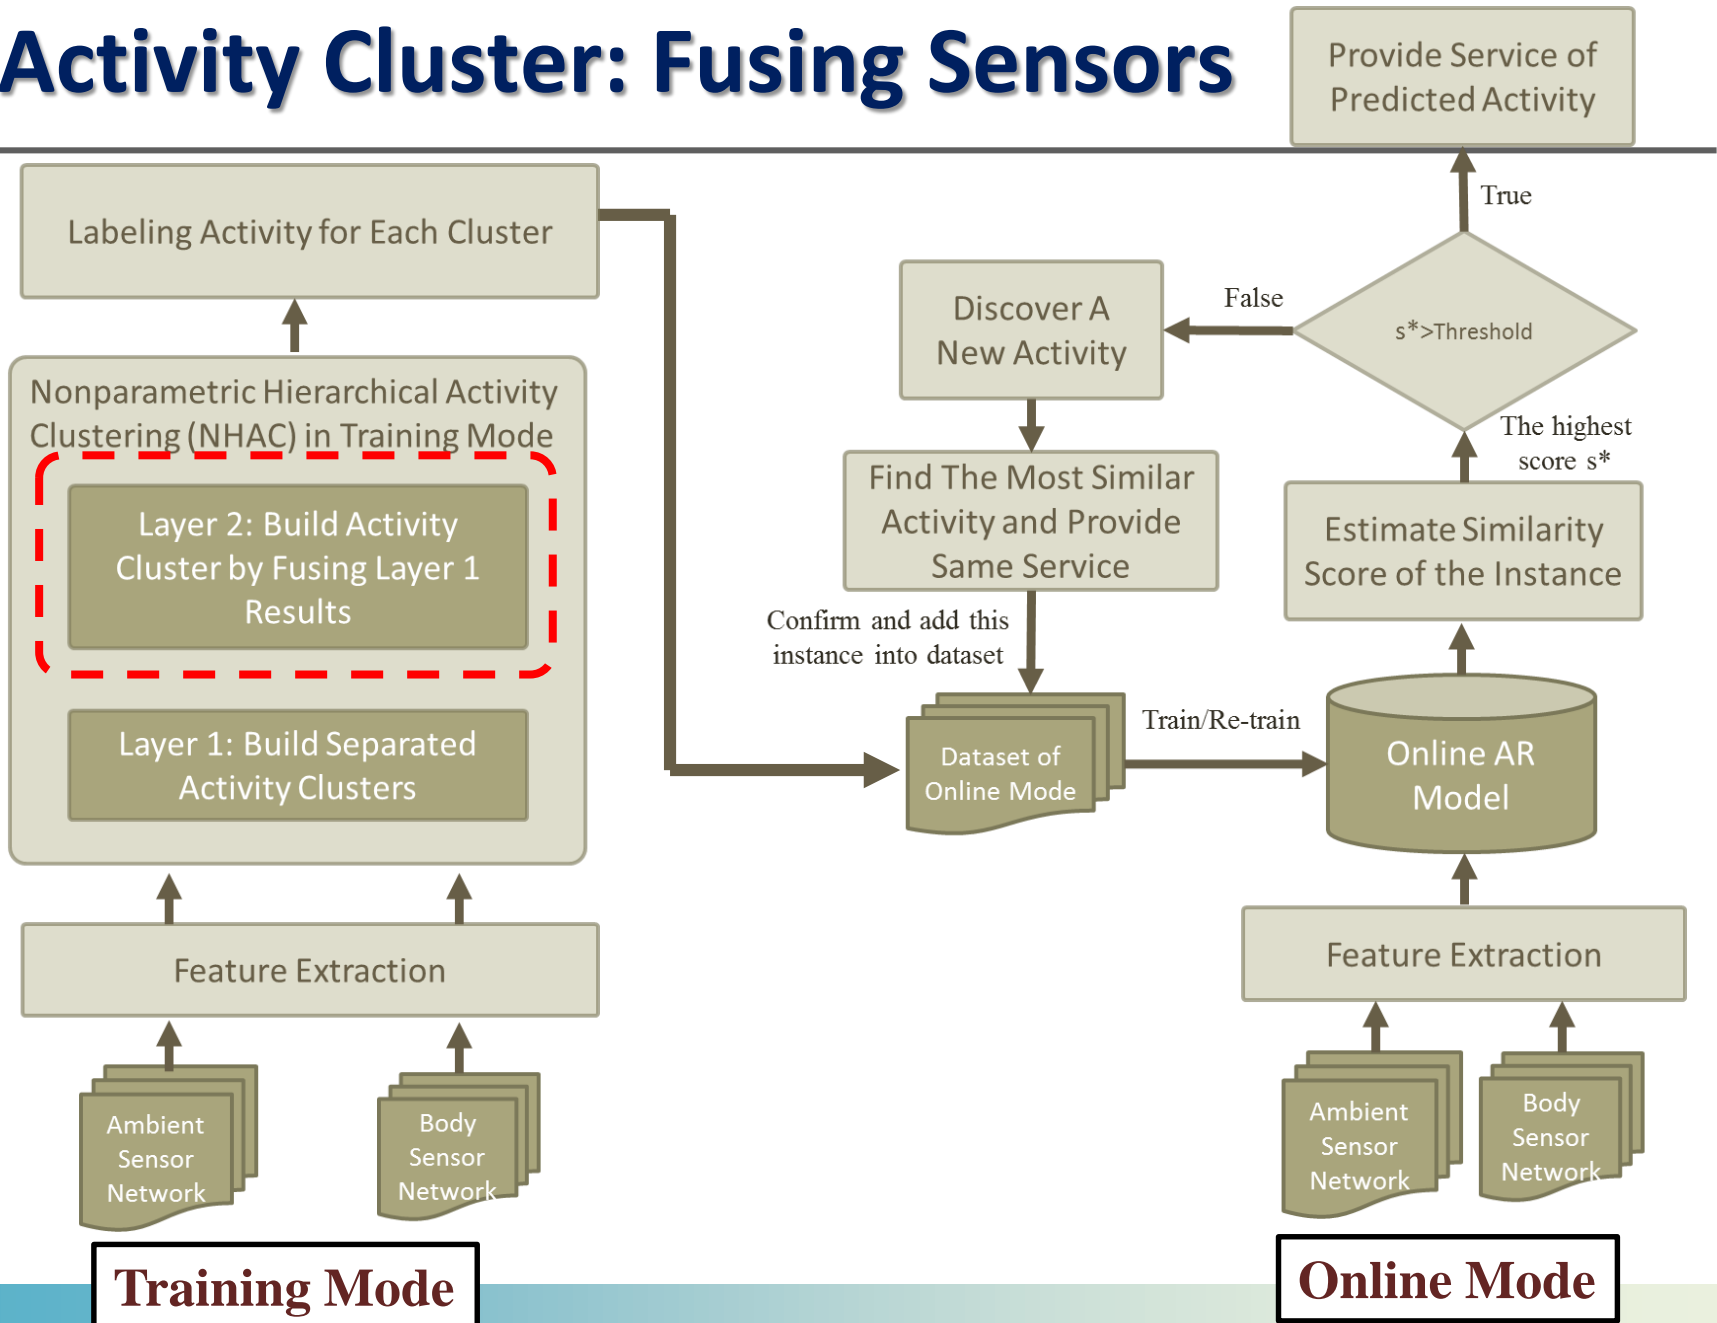 Activity Cluster: Fusing Sensors
Provide Service of
Predicted Activity
True
Labeling Activity for Each Cluster
Discover A
New Activity
False
s*>Threshold
Nonparametric Hierarchical Activity
Clustering (NHAC) in Training Mode
The highest
score s*
Layer 2: Build Activity
Cluster by Fusing Layer 1
Results
Find The Most Similar
Activity and Provide
Same Service
Estimate Similarity
Score of the Instance
Confirm and add this
instance into dataset
Layer 1: Build Separated
Activity Clusters
Dataset of
Online Mode
Train/Re-train
Online AR
Model
Feature Extraction
Feature Extraction
Ambient
Sensor
Network
Body
Sensor
Network
Ambient
Sensor
Network
Body
Sensor
Network
Training Mode
Online Mode